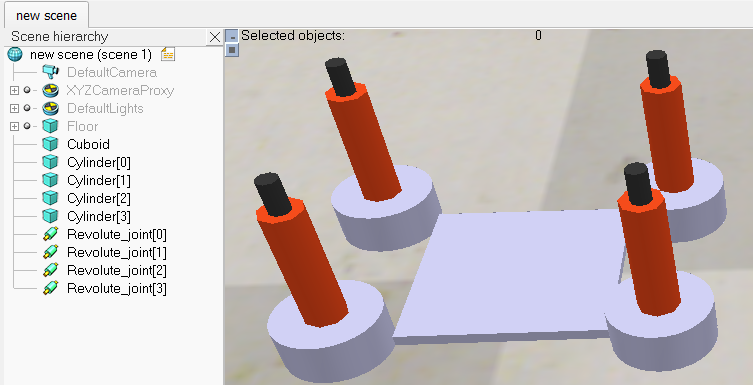 new scene
Scene hierarchy
Selected objects: 0
new scene (scene 1)
DefaultCamera
XYZCameraProxy
DefaultLights
Floor
Cuboid
Cylinder[0]
Cylinder[1]
Cylinder[2]
Cylinder[3]
Revolute_joint[0]
Revolute_joint[1]
Revolute_joint[2]
Revolute_joint[3]